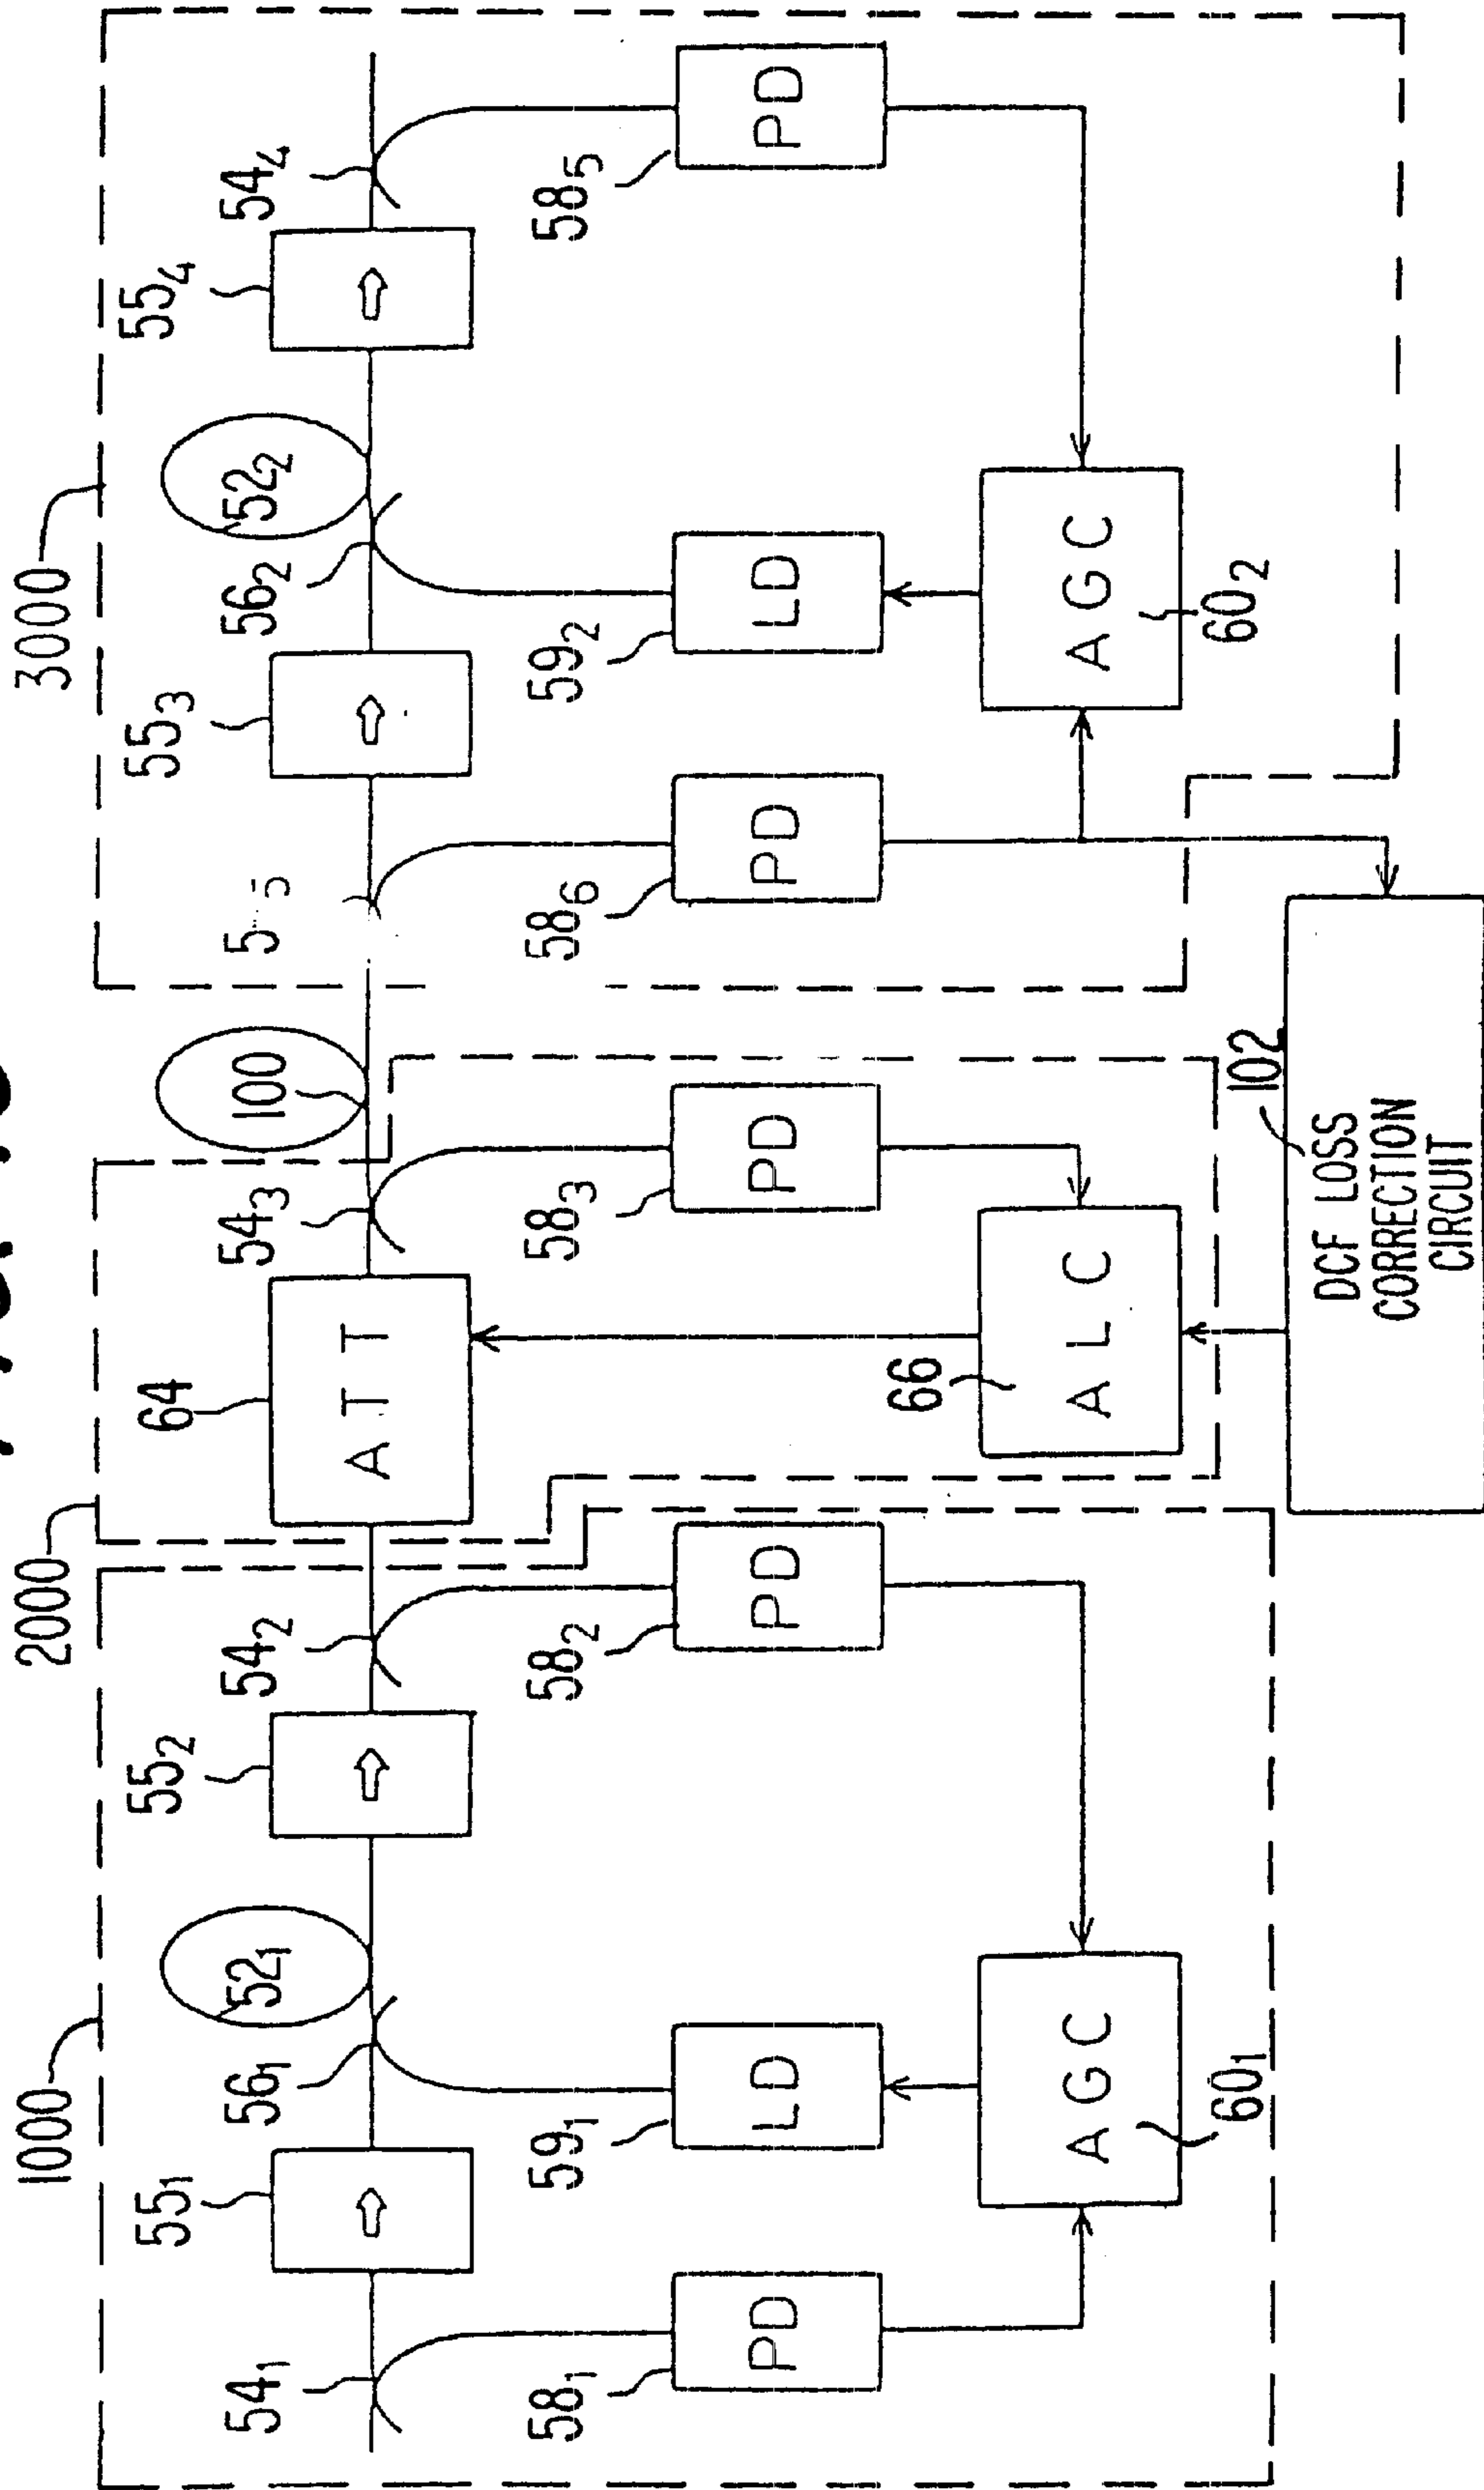 1000
2000
3000
54₁
55₁
56₁
52₁
55₂
54₂
64
ATT
54₃
100
55₃
56₂
52₂
55₄
54₄
58₁
PD
59₁
LD
58₂
PD
58₃
PD
58₆
PD
59₂
LD
58₅
PD
AGC
60₁
66
ALC
AGC
60₂
102
DCF LOSS
CORRECTION
CIRCUIT